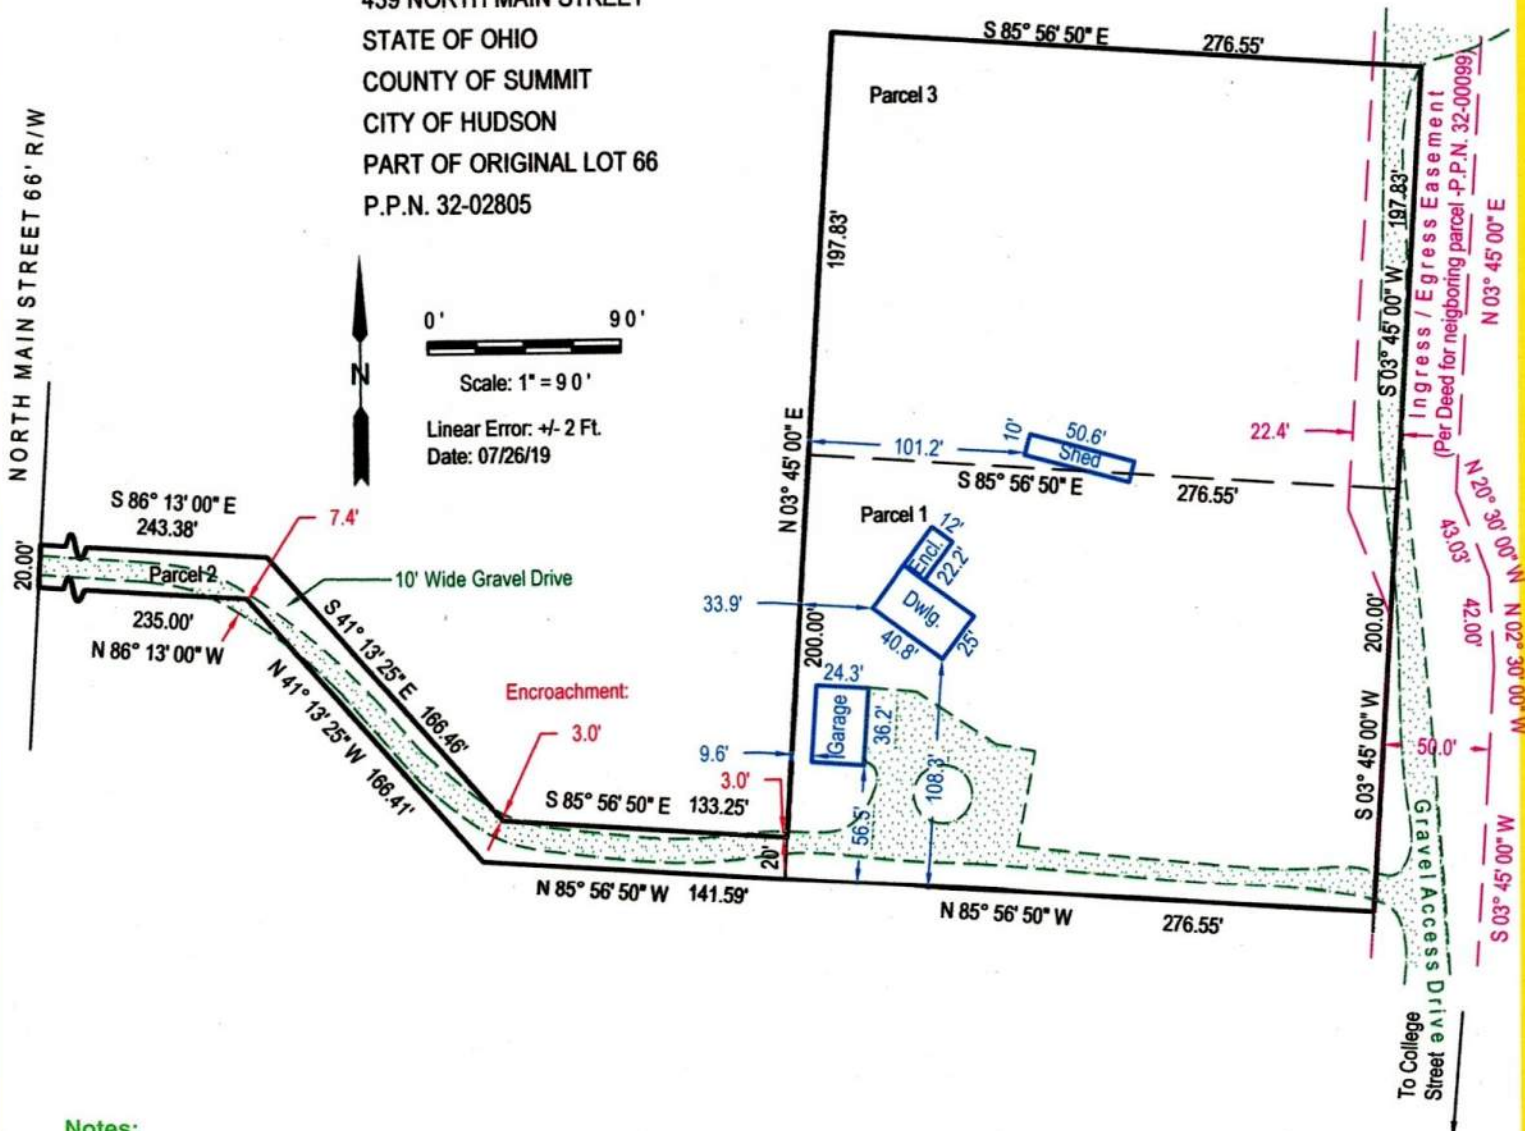 439 NORTH MAIN STREET
STATE OF OHIO
COUNTY OF SUMMIT
CITY OF HUDSON
PART OF ORIGINAL LOT 66
P.P.N. 32-02805
NORTH MAIN STREET 66' R/W
0' 90'
N
Scale: 1" = 90'
Linear Error: +/- 2 Ft.
Date: 07/26/19
S 85° 56' 50" E 276.55'
Parcel 3
197.83'
N 03° 45' 00" E
200.00'
S 03° 45' 00" W 197.83'
Ingress / Egress Easement
(Per Deed for neigboring parcel -P.P.N. 32-00099)
N 03° 45' 00" E
22.4'
101.2'
10'
50.6'
Shed
S 85° 56' 50" E 276.55'
Parcel 1
12'
Encl.
22.2'
Dwlg.
40.8'
25'
33.9'
24.3'
Garage
36.2'
9.6'
3.0'
56.5'
108.3'
N 20° 30' 00" W
43.03'
N 02° 30' 00" W
42.00'
S 03° 45' 00" W 200.00'
50.0'
S 03° 45' 00" W
Gravel Access Drive
To College
Street
S 86° 13' 00" E
243.38'
7.4'
20.00'
Parcel 2
10' Wide Gravel Drive
235.00'
N 86° 13' 00" W
S 41° 13' 25" E 166.46'
N 41° 13' 25" W 166.41'
Encroachment:
3.0'
S 85° 56' 50" E 133.25'
20'
N 85° 56' 50" W 141.59'
N 85° 56' 50" W 276.55'
Notes: